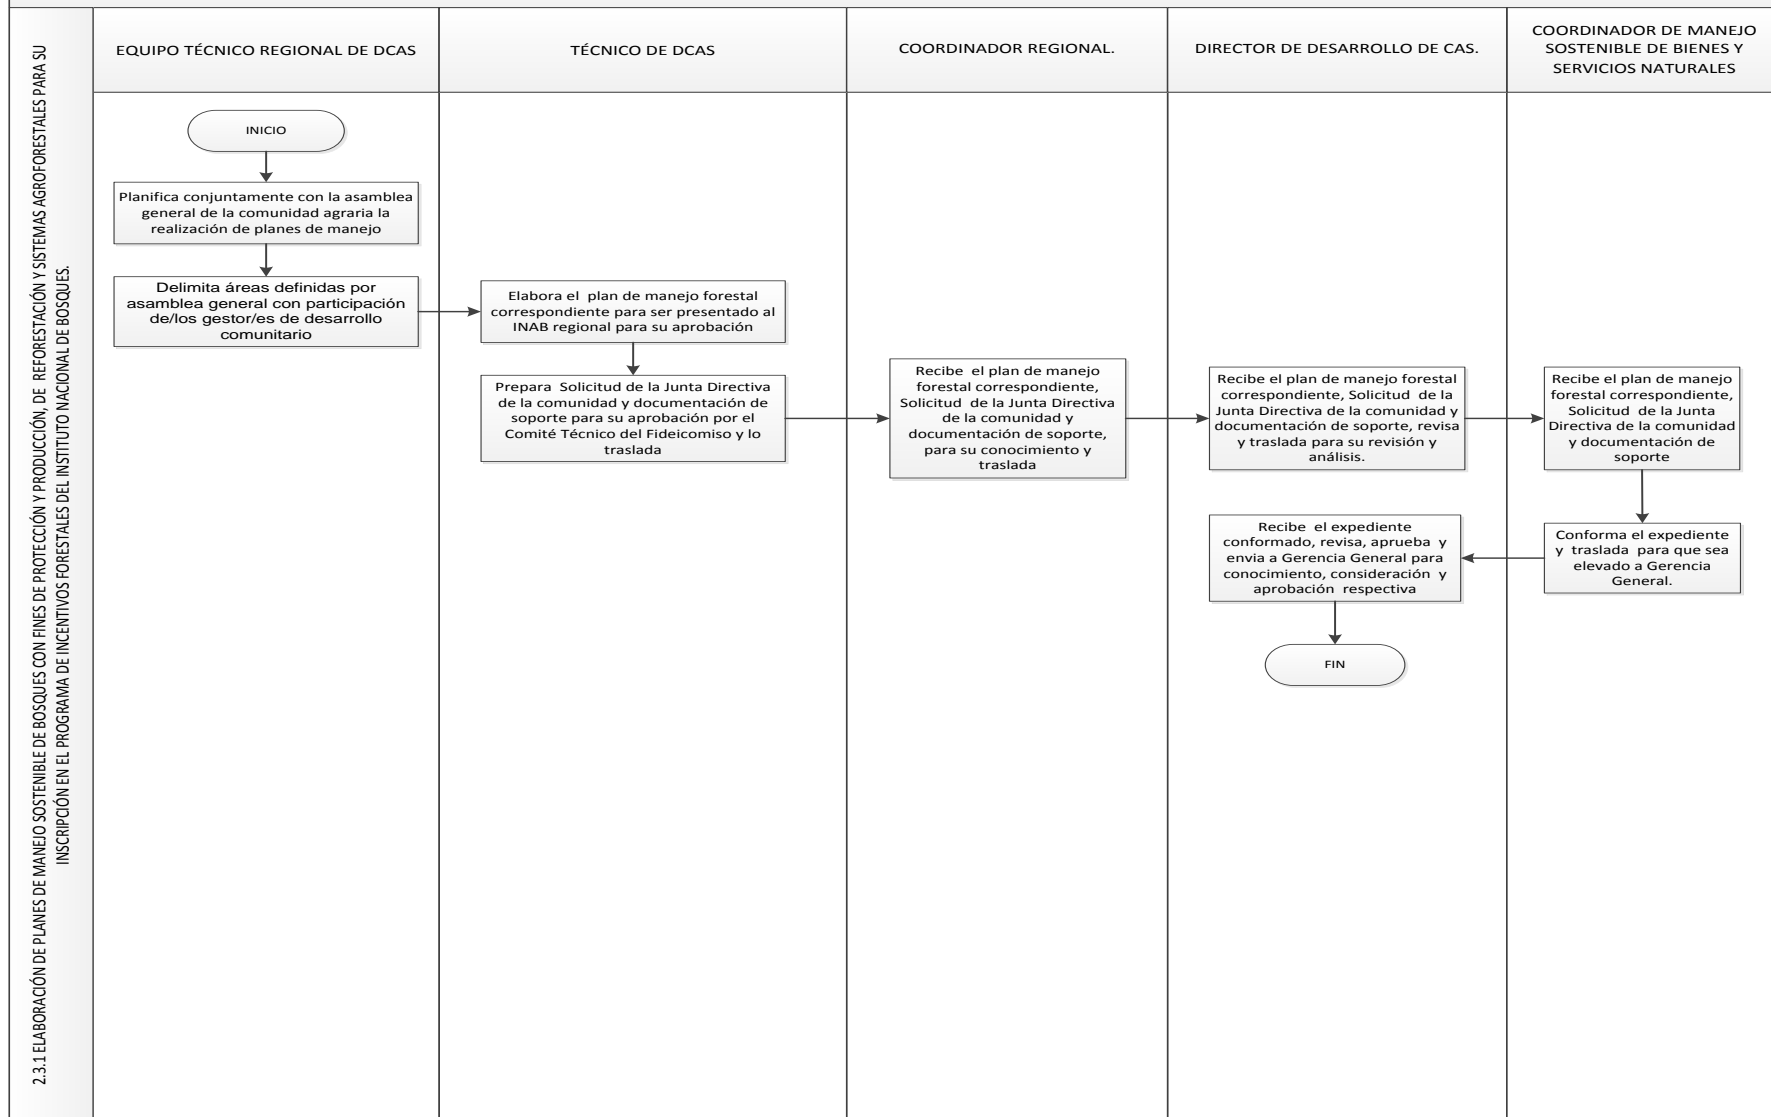 2.3.1 ELABORACIÓN DE PLANES DE MANEJO SOSTENIBLE DE BOSQUES CON FINES DE PROTECCIÓN Y PRODUCCIÓN, DE REFORESTACIÓN Y SISTEMAS AGROFORESTALES PARA SU
INSCRIPCIÓN EN EL PROGRAMA DE INCENTIVOS FORESTALES DEL INSTITUTO NACIONAL DE BOSQUES.
EQUIPO TÉCNICO REGIONAL DE DCAS
TÉCNICO DE DCAS
COORDINADOR REGIONAL.
DIRECTOR DE DESARROLLO DE CAS.
COORDINADOR DE MANEJO
SOSTENIBLE DE BIENES Y
SERVICIOS NATURALES
INICIO
Planifica conjuntamente con la asamblea
general de la comunidad agraria la
realización de planes de manejo
Delimita áreas definidas por
asamblea general con participación
de/los gestor/es de desarrollo
comunitario
Elabora el plan de manejo forestal
correspondiente para ser presentado al
INAB regional para su aprobación
Prepara Solicitud de la Junta Directiva
de la comunidad y documentación de
soporte para su aprobación por el
Comité Técnico del Fideicomiso y lo
traslada
Recibe el plan de manejo
forestal correspondiente,
Solicitud de la Junta Directiva
de la comunidad y
documentación de soporte,
para su conocimiento y
traslada
Recibe el plan de manejo forestal
correspondiente, Solicitud de la
Junta Directiva de la comunidad y
documentación de soporte, revisa
y traslada para su revisión y
análisis.
Recibe el plan de manejo
forestal correspondiente,
Solicitud de la Junta
Directiva de la comunidad
y documentación de
soporte
Conforma el expediente
y traslada para que sea
elevado a Gerencia
General.
Recibe el expediente
conformado, revisa, aprueba y
envia a Gerencia General para
conocimiento, consideración y
aprobación respectiva
FIN